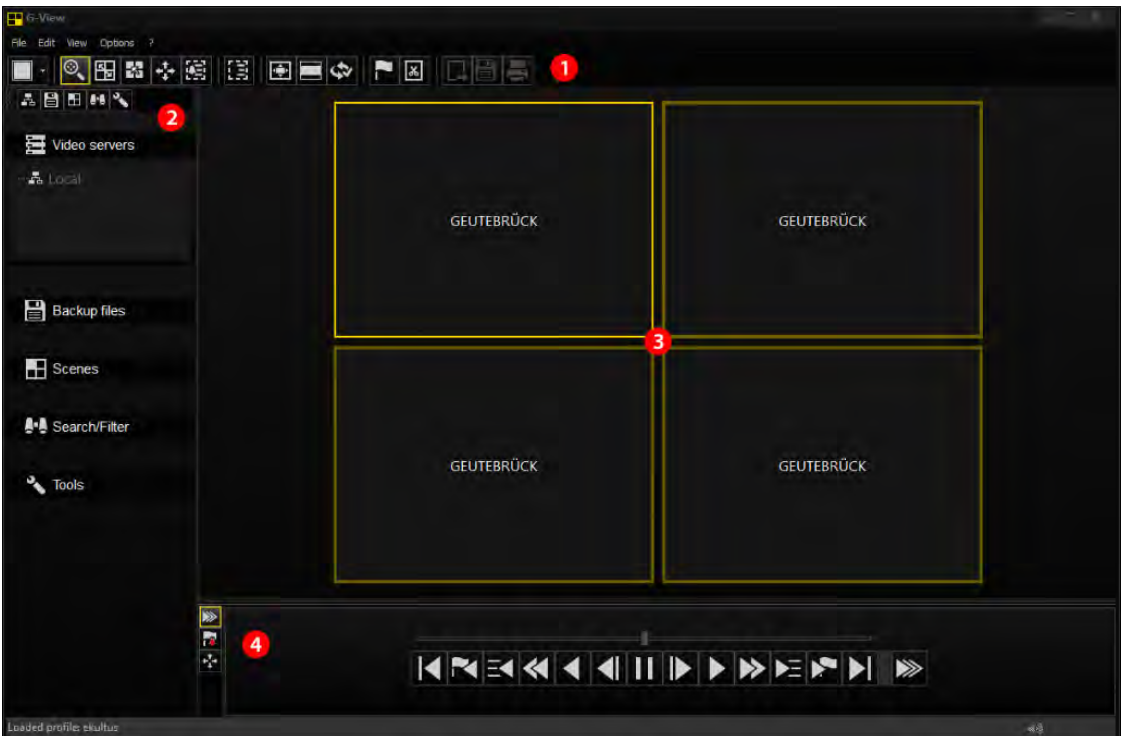 G-View
File Edit View Options ?
1
2
Video servers
Local
GEUTEBRÜCK GEUTEBRÜCK
Backup files
3
Scenes
Search/Filter
GEUTEBRÜCK GEUTEBRÜCK
Tools
4
Loaded profile: ekultus